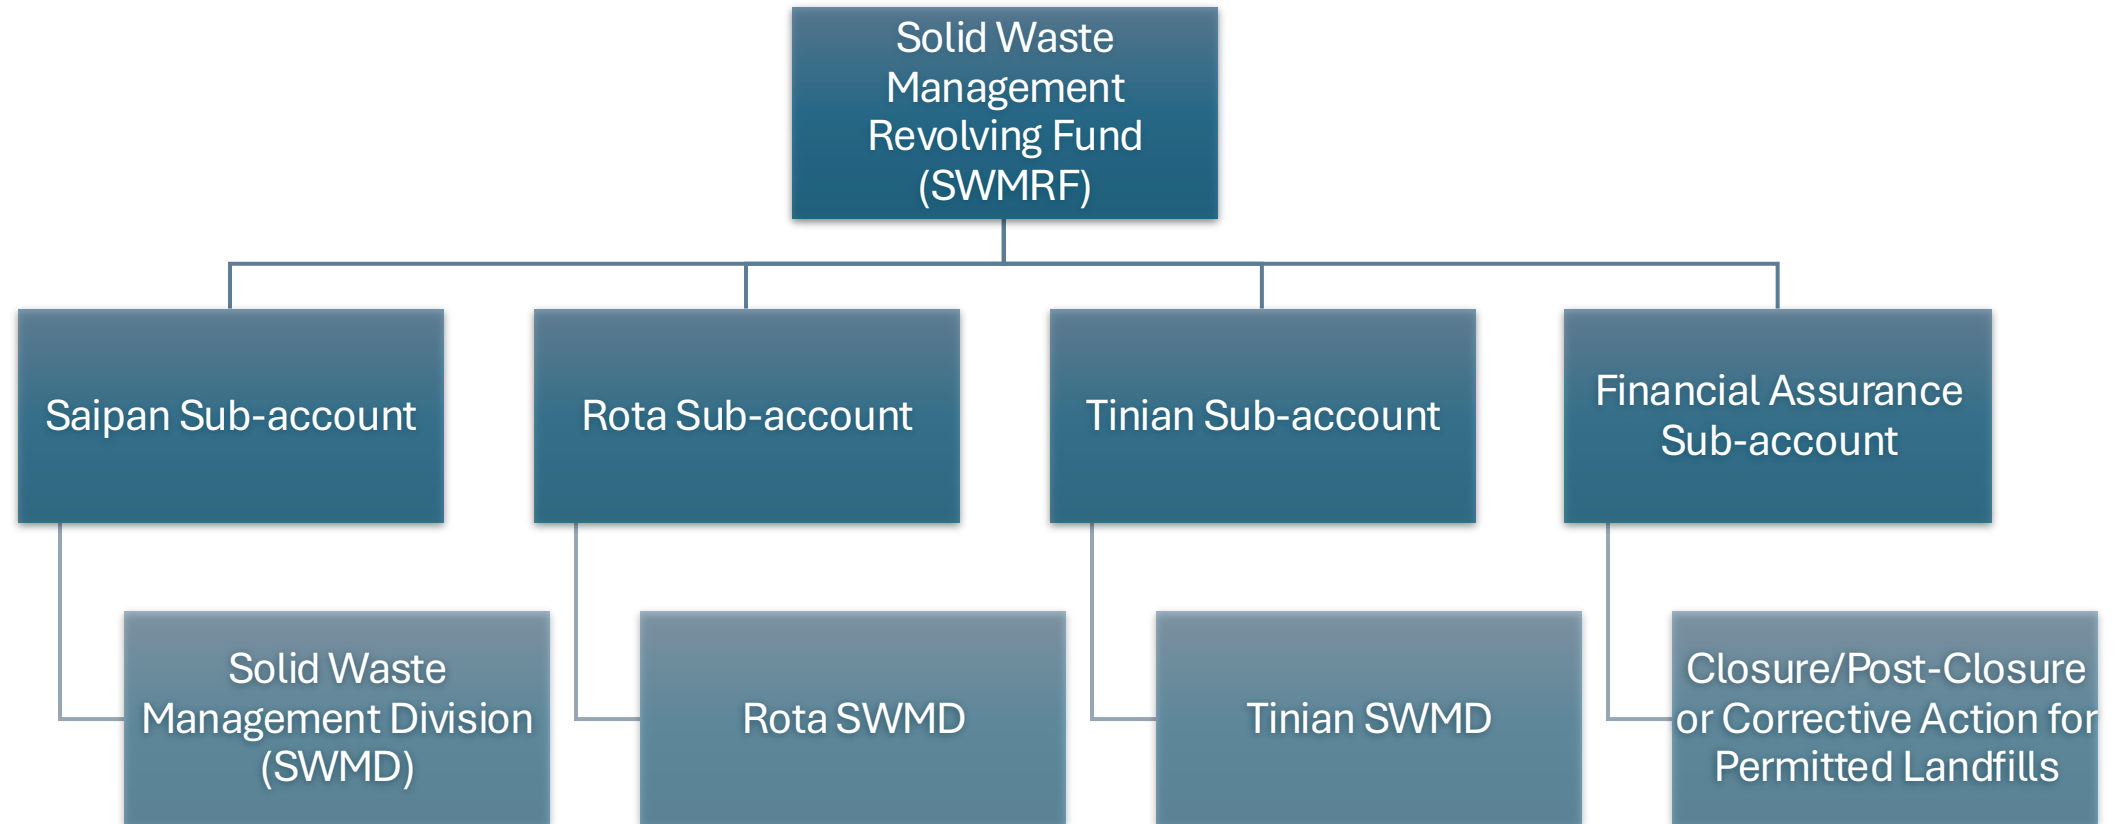 Solid Waste
Management
Revolving Fund
(SWMRF)
Saipan Sub-account
Rota Sub-account
Tinian Sub-account
Financial Assurance
Sub-account
Solid Waste
Management Division
(SWMD)
Rota SWMD
Tinian SWMD
Closure/Post-Closure
or Corrective Action for
Permitted Landfills